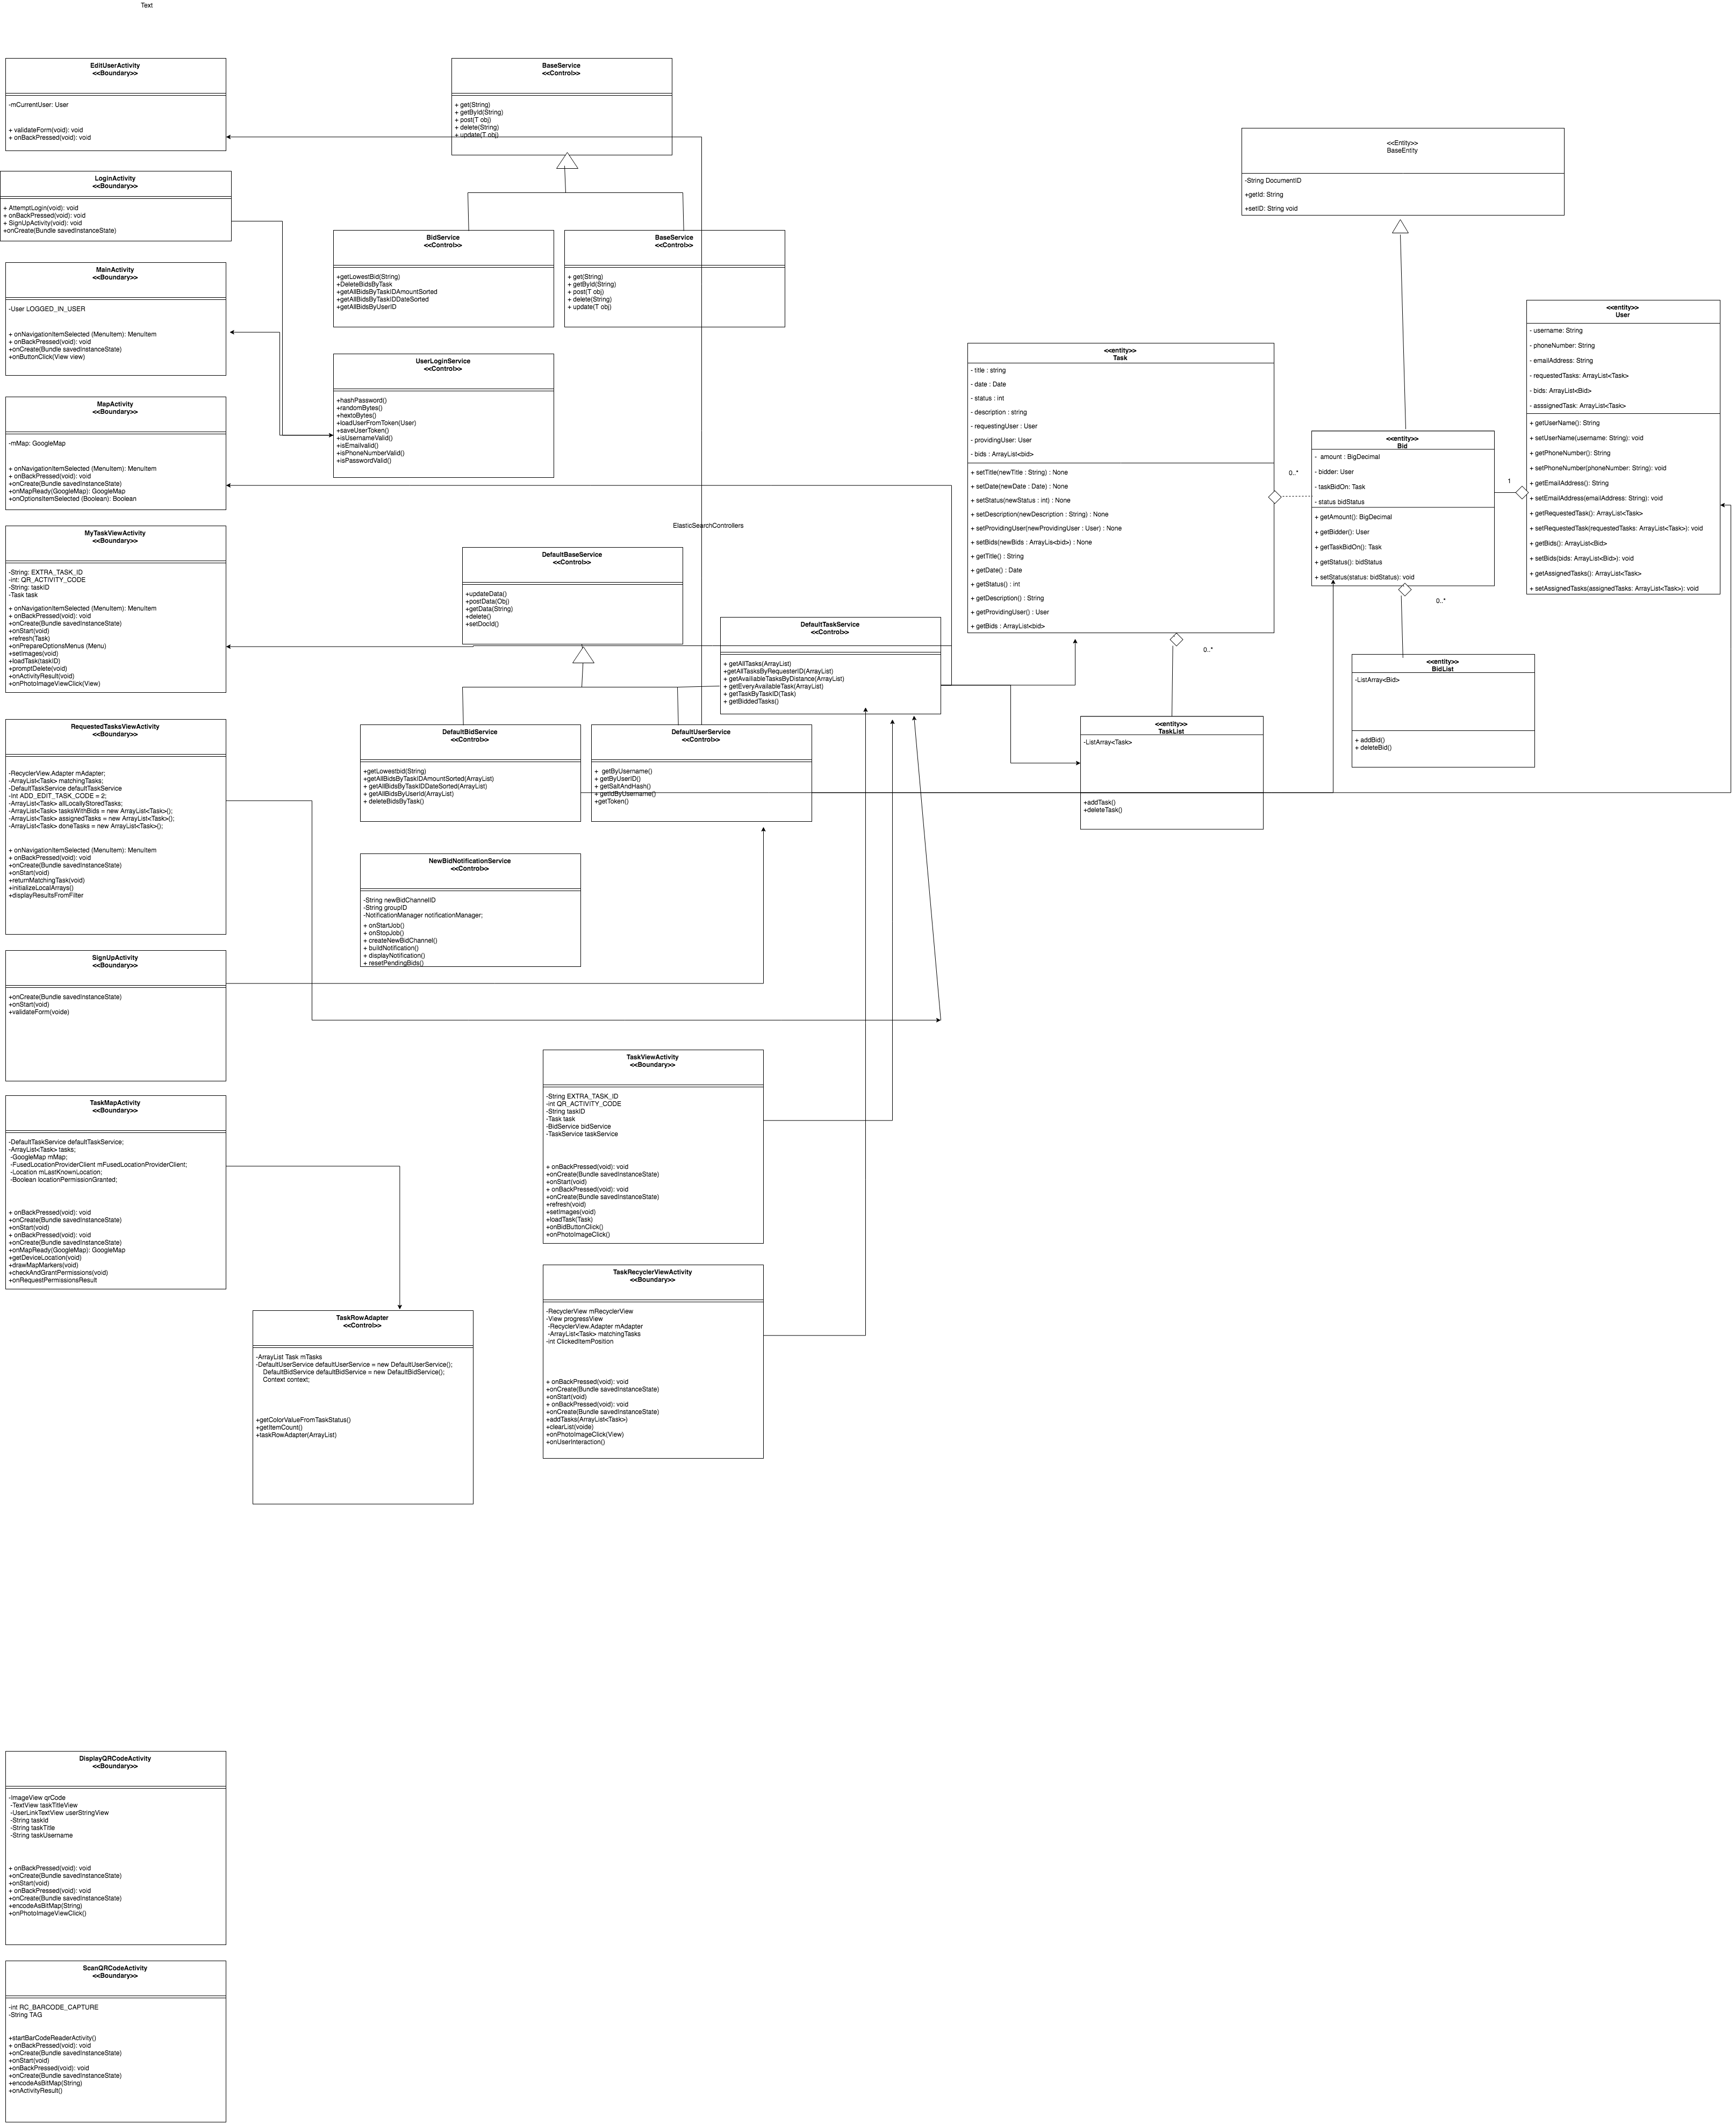 Text
EditUserActivity
<<Boundary>>
-mCurrentUser: User
+ validateForm(void): void
+ onBackPressed(void): void
LoginActivity
<<Boundary>>
+ AttemptLogin(void): void
+ onBackPressed(void): void
+ SignUpActivity(void): void
+onCreate(Bundle savedInstanceState)
MainActivity
<<Boundary>>
-User LOGGED_IN_USER
+ onNavigationItemSelected (MenuItem): MenuItem
+ onBackPressed(void): void
+onCreate(Bundle savedInstanceState)
+onButtonClick(View view)
MapActivity
<<Boundary>>
-mMap: GoogleMap
+ onNavigationItemSelected (MenuItem): MenuItem
+ onBackPressed(void): void
+onCreate(Bundle savedInstanceState)
+onMapReady(GoogleMap): GoogleMap
+onOptionsItemSelected (Boolean): Boolean
MyTaskViewActivity
<<Boundary>>
-String: EXTRA_TASK_ID
-int: QR_ACTIVITY_CODE
-String: taskID
-Task task
+ onNavigationItemSelected (MenuItem): MenuItem
+ onBackPressed(void): void
+onCreate(Bundle savedInstanceState)
+onStart(void)
+refresh(Task)
+onPrepareOptionsMenus (Menu)
+setImages(void)
+loadTask(taskID)
+promptDelete(void)
+onActivityResult(void)
+onPhotoImageViewClick(View)
RequestedTasksViewActivity
<<Boundary>>
-RecyclerView.Adapter mAdapter;
-ArrayList<Task> matchingTasks;
-DefaultTaskService defaultTaskService
-Int ADD_EDIT_TASK_CODE = 2;
-ArrayList<Task> allLocallyStoredTasks;
-ArrayList<Task> tasksWithBids = new ArrayList<Task>();
-ArrayList<Task> assignedTasks = new ArrayList<Task>();
-ArrayList<Task> doneTasks = new ArrayList<Task>();
+ onNavigationItemSelected (MenuItem): MenuItem
+ onBackPressed(void): void
+onCreate(Bundle savedInstanceState)
+onStart(void)
+returnMatchingTask(void)
+initializeLocalArrays()
+displayResultsFromFilter
SignUpActivity
<<Boundary>>
+onCreate(Bundle savedInstanceState)
+onStart(void)
+validateForm(voide)
TaskMapActivity
<<Boundary>>
-DefaultTaskService defaultTaskService;
-ArrayList<Task> tasks;
-GoogleMap mMap;
-FusedLocationProviderClient mFusedLocationProviderClient;
-Location mLastKnownLocation;
-Boolean locationPermissionGranted;
+ onBackPressed(void): void
+onCreate(Bundle savedInstanceState)
+onStart(void)
+ onBackPressed(void): void
+onCreate(Bundle savedInstanceState)
+onMapReady(GoogleMap): GoogleMap
+getDeviceLocation(void)
+drawMapMarkers(void)
+checkAndGrantPermissions(void)
+onRequestPermissionsResult
BaseService
<<Control>>
+ get(String)
+ getById(String)
+ post(T obj)
+ delete(String)
+ update(T obj)
BidService
<<Control>>
+getLowestBid(String)
+DeleteBidsByTask
+getAllBidsByTaskIDAmountSorted
+getAllBidsByTaskIDDateSorted
+getAllBidsByUserID
BaseService
<<Control>>
+ get(String)
+ getById(String)
+ post(T obj)
+ delete(String)
+ update(T obj)
UserLoginService
<<Control>>
+hashPassword()
+randomBytes()
+hextoBytes()
+loadUserFromToken(User)
+saveUserToken()
+isUsernameValid()
+isEmailvalid()
+isPhoneNumberValid()
+isPasswordValid()
ElasticSearchControllers
DefaultBaseService
<<Control>>
+updateData()
+postData(Obj)
+getData(String)
+delete()
+setDocId()
DefaultTaskService
<<Control>>
+ getAllTasks(ArrayList)
+getAllTasksByRequesterID(ArrayList)
+ getAvailiableTasksByDistance(ArrayList)
+ getEveryAvailableTask(ArrayList)
+ getTaskByTaskID(Task)
+ getBiddedTasks()
DefaultBidService
<<Control>>
+getLowestbid(String)
+getAllBidsByTaskIDAmountSorted(ArrayList)
+ getAllBidsByTaskIDDateSorted(ArrayList)
+ getAllBidsByUserId(ArrayList)
+ deleteBidsByTask()
DefaultUserService
<<Control>>
+ getByUsername()
+ getByUserID()
+ getSaltAndHash()
+ getIdByUsername()
+getToken()
NewBidNotificationService
<<Control>>
-String newBidChannelID
-String groupID
-NotificationManager notificationManager;
+ onStartJob()
+ onStopJob()
+ createNewBidChannel()
+ buildNotification()
+ displayNotification()
+ resetPendingBids()
TaskViewActivity
<<Boundary>>
-String EXTRA_TASK_ID
-int QR_ACTIVITY_CODE
-String taskID
-Task task
-BidService bidService
-TaskService taskService
+ onBackPressed(void): void
+onCreate(Bundle savedInstanceState)
+onStart(void)
+ onBackPressed(void): void
+onCreate(Bundle savedInstanceState)
+refresh(void)
+setImages(void)
+loadTask(Task)
+onBidButtonClick()
+onPhotoImageClick()
TaskRecyclerViewActivity
<<Boundary>>
-RecyclerView mRecyclerView
-View progressView
-RecyclerView.Adapter mAdapter
-ArrayList<Task> matchingTasks
-int ClickedItemPosition
+ onBackPressed(void): void
+onCreate(Bundle savedInstanceState)
+onStart(void)
+ onBackPressed(void): void
+onCreate(Bundle savedInstanceState)
+addTasks(ArrayList<Task>)
+clearList(voide)
+onPhotoImageClick(View)
+onUserInteraction()
TaskRowAdapter
<<Control>>
-ArrayList Task mTasks
-DefaultUserService defaultUserService = new DefaultUserService();
DefaultBidService defaultBidService = new DefaultBidService();
Context context;
+getColorValueFromTaskStatus()
+getItemCount()
+taskRowAdapter(ArrayList)
<<Entity>>
BaseEntity
-String DocumentID
+getId: String
+setID: String void
<<entity>>
Task
- title : string
- date : Date
- status : int
- description : string
- requestingUser : User
- providingUser: User
- bids : ArrayList<bid>
+ setTitle(newTitle : String) : None
+ setDate(newDate : Date) : None
+ setStatus(newStatus : int) : None
+ setDescription(newDescription : String) : None
+ setProvidingUser(newProvidingUser : User) : None
+ setBids(newBids : ArrayLis<bid>) : None
+ getTitle() : String
+ getDate() : Date
+ getStatus() : int
+ getDescription() : String
+ getProvidingUser() : User
+ getBids : ArrayList<bid>
0..*
0..*
<<entity>>
Bid
- amount : BigDecimal
- bidder: User
- taskBidOn: Task
- status bidStatus
+ getAmount(): BigDecimal
+ getBidder(): User
+ getTaskBidOn(): Task
+ getStatus(): bidStatus
+ setStatus(status: bidStatus): void
1
0..*
<<entity>>
User
- username: String
- phoneNumber: String
- emailAddress: String
- requestedTasks: ArrayList<Task>
- bids: ArrayList<Bid>
- asssignedTask: ArrayList<Task>
+ getUserName(): String
+ setUserName(username: String): void
+ getPhoneNumber(): String
+ setPhoneNumber(phoneNumber: String): void
+ getEmailAddress(): String
+ setEmailAddress(emailAddress: String): void
+ getRequestedTask(): ArrayList<Task>
+ setRequestedTask(requestedTasks: ArrayList<Task>): void
+ getBids(): ArrayList<Bid>
+ setBids(bids: ArrayList<Bid>): void
+ getAssignedTasks(): ArrayList<Task>
+ setAssignedTasks(assignedTasks: ArrayList<Task>): void
<<entity>>
BidList
-ListArray<Bid>
+ addBid()
+ deleteBid()
<<entity>>
TaskList
-ListArray<Task>
+addTask()
+deleteTask()
DisplayQRCodeActivity
<<Boundary>>
-ImageView qrCode
-TextView taskTitleView
-UserLinkTextView userStringView
-String taskId
-String taskTitle
-String taskUsername
+ onBackPressed(void): void
+onCreate(Bundle savedInstanceState)
+onStart(void)
+ onBackPressed(void): void
+onCreate(Bundle savedInstanceState)
+encodeAsBitMap(String)
+onPhotoImageViewClick()
ScanQRCodeActivity
<<Boundary>>
-int RC_BARCODE_CAPTURE
-String TAG
+startBarCodeReaderActivity()
+ onBackPressed(void): void
+onCreate(Bundle savedInstanceState)
+onStart(void)
+onBackPressed(void): void
+onCreate(Bundle savedInstanceState)
+encodeAsBitMap(String)
+onActivityResult()